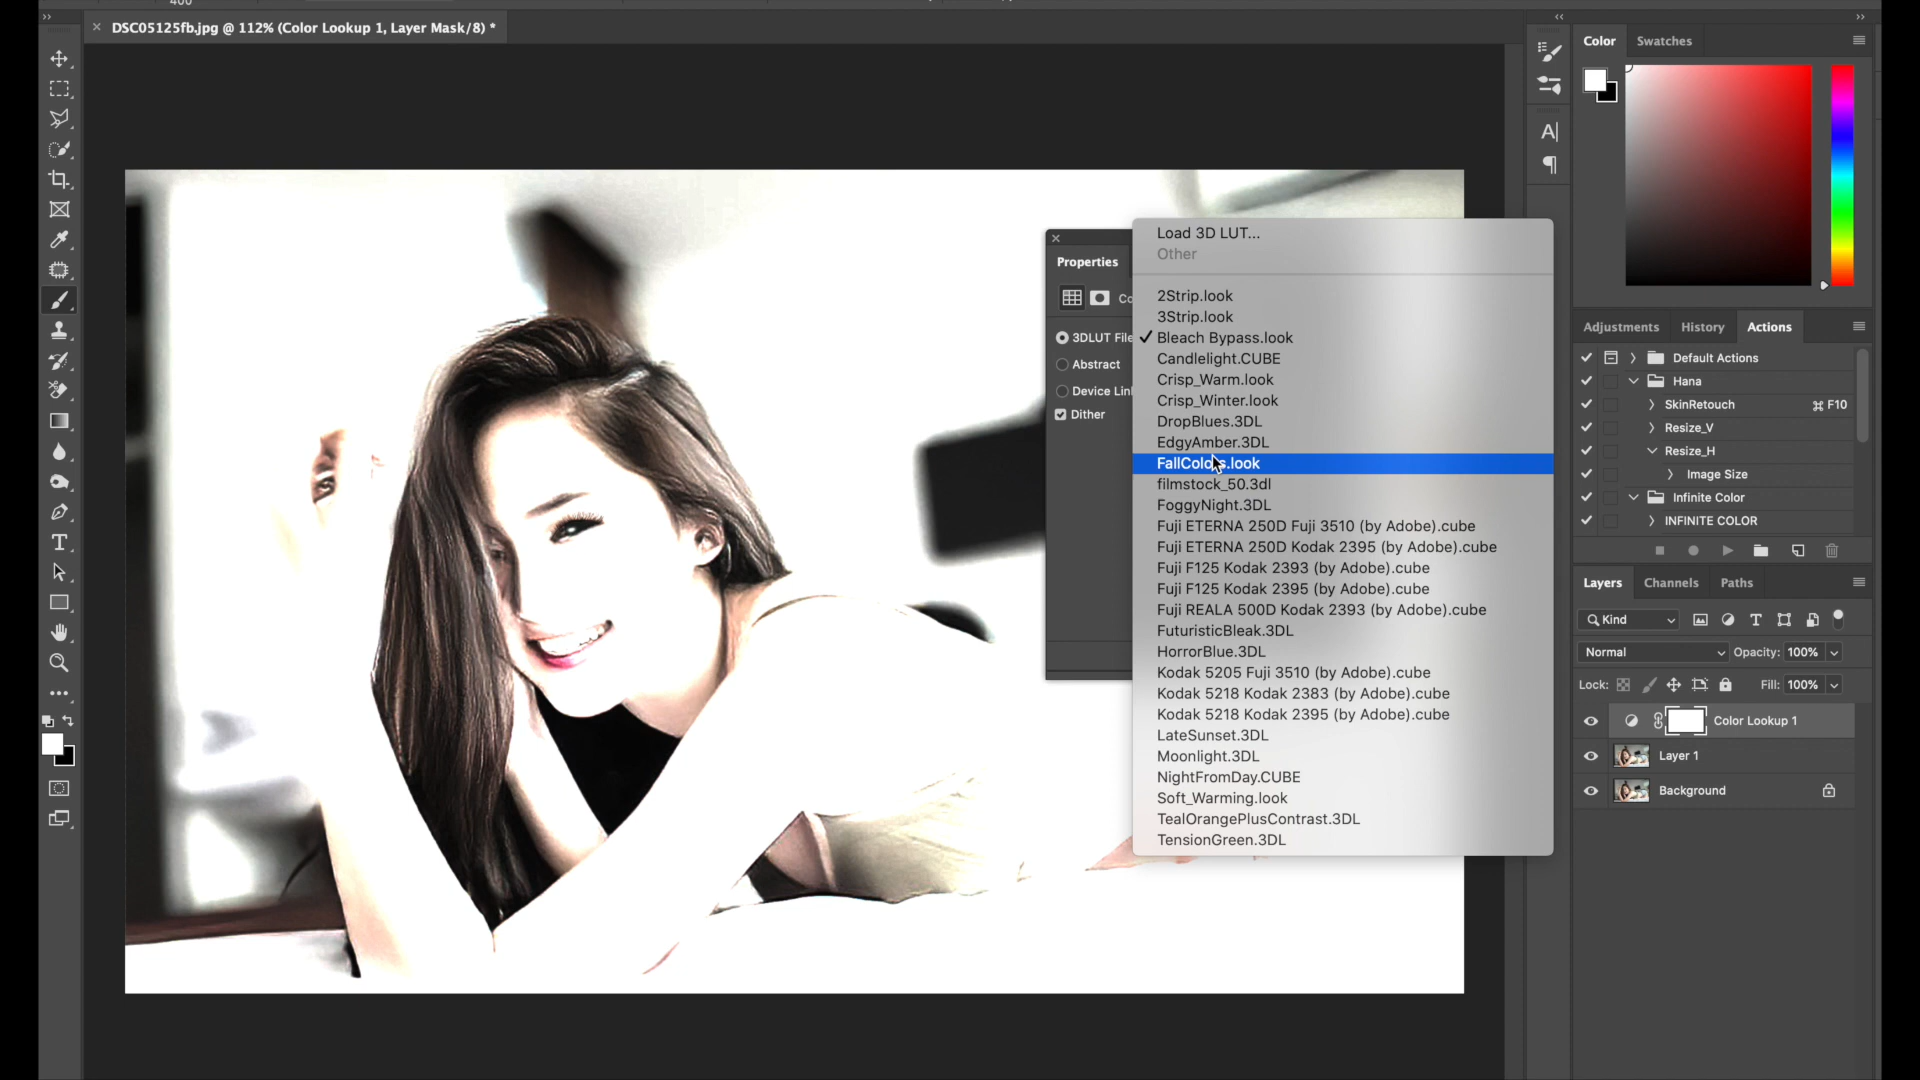 400
DSC05125fb.jpg @ 112% (Color Lookup 1, Layer Mask/8) *
Color
Swatches
Load 3D LUT...
Other
Properties
2Strip.look
3Strip.look
3DLUT File
Bleach Bypass.look
Candlelight.CUBE
Abstract
Crisp_Warm.look
Crisp_Winter.look
Dither
DropBlues.3DL
EdgyAmber.3DL
filmstock_50.3dl
FoggyNight.3DL
Fuji ETERNA 250D Fuji 3510 (by Adobe).cube
Fuji ETERNA 250D Kodak 2395 (by Adobe).cube
Fuji F125 Kodak 2393 (by Adobe).cube
Fuji F125 Kodak 2395 (by Adobe).cube
Fuji REALA 500D Kodak 2393 (by Adobe).cube
FuturisticBleak.3DL
HorrorBlue.3DL
Kodak 5205 Fuji 3510 (by Adobe).cube
Kodak 5218 Kodak 2383 (by Adobe).cube
Kodak 5218 Kodak 2395 (by Adobe).cube
LateSunset.3DL
Moonlight.3DL
NightFromDay.CUBE
Soft_Warming.look
TealOrangePlusContrast.3DL
TensionGreen.3DL
Adjustments
History
Actions
Default Actions
Hana
SkinRetouch
⌘ F10
Resize_V
Resize_H
Image Size
Infinite Color
INFINITE COLOR
Layers
Channels
Paths
Kind
Normal
Opacity: 100%
Lock:
Fill: 100%
Color Lookup 1
Layer 1
Background